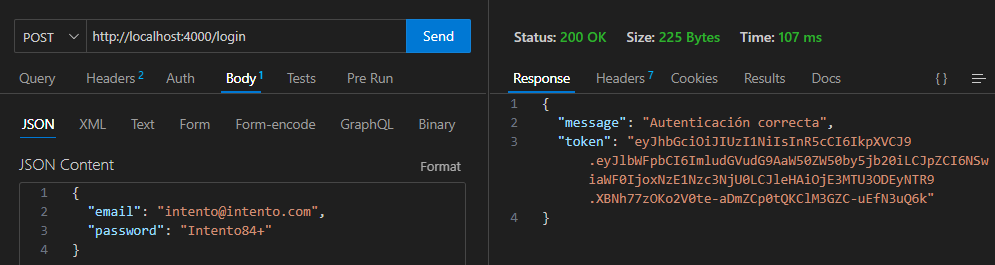 POST http://localhost:4000/login Send
Query Headers 2 Auth Body 1 Tests Pre Run
JSON XML Text Form Form-encode GraphQL Binary
JSON Content Format
1 {
2 "email": "intento@intento.com",
3 "password": "Intento84+"
4 }
Status: 200 OK Size: 225 Bytes Time: 107 ms
Response Headers 7 Cookies Results Docs { }
1 {
2 "message": "Autenticación correcta",
3 "token": "eyJhbGciOiJIUzI1NiIsInR5cCI6IkpXVCJ9
.eyJlbWFpbCI6ImludGVudG9AaW50ZW50by5jb20iLCJpZCI6NSw
iaWF0IjoxNzE1Nzc3NjU0LCJleHAiOjE3MTU3ODEyNTR9
.XBNh77zOKo2V0te-aDmZCp0tQKClM3GZC-uEfN3uQ6k"
4 }